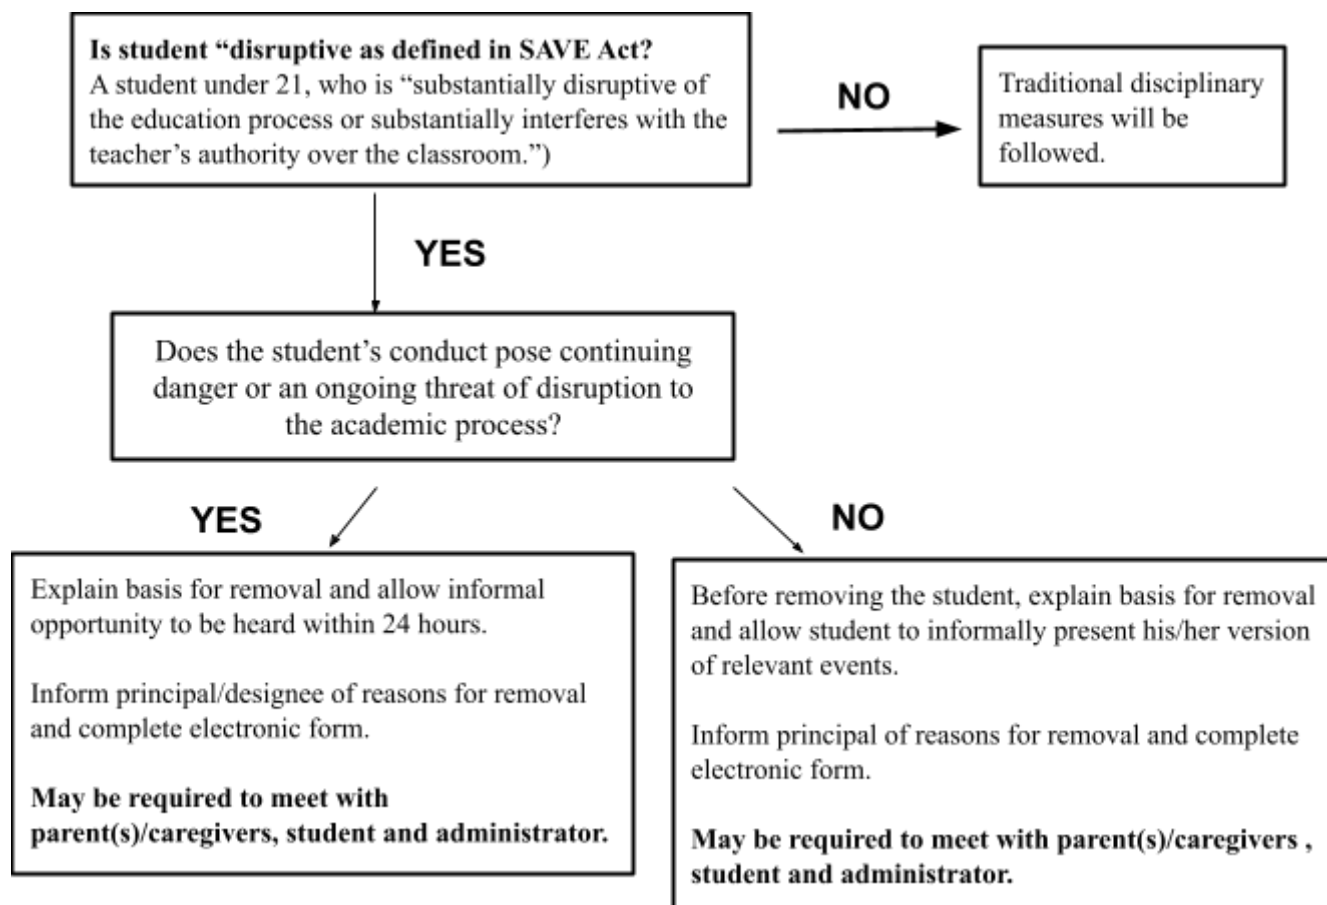 Is student “disruptive as defined in SAVE Act?
A student under 21, who is “substantially disruptive of
the education process or substantially interferes with the
teacher’s authority over the classroom.”)
NO
Traditional disciplinary
measures will be
followed.
YES
Does the student’s conduct pose continuing
danger or an ongoing threat of disruption to
the academic process?
YES
NO
Explain basis for removal and allow informal
opportunity to be heard within 24 hours.
Inform principal/designee of reasons for removal
and complete electronic form.
May be required to meet with
parent(s)/caregivers, student and administrator.
Before removing the student, explain basis for removal
and allow student to informally present his/her version
of relevant events.
Inform principal of reasons for removal and complete
electronic form.
May be required to meet with parent(s)/caregivers ,
student and administrator.